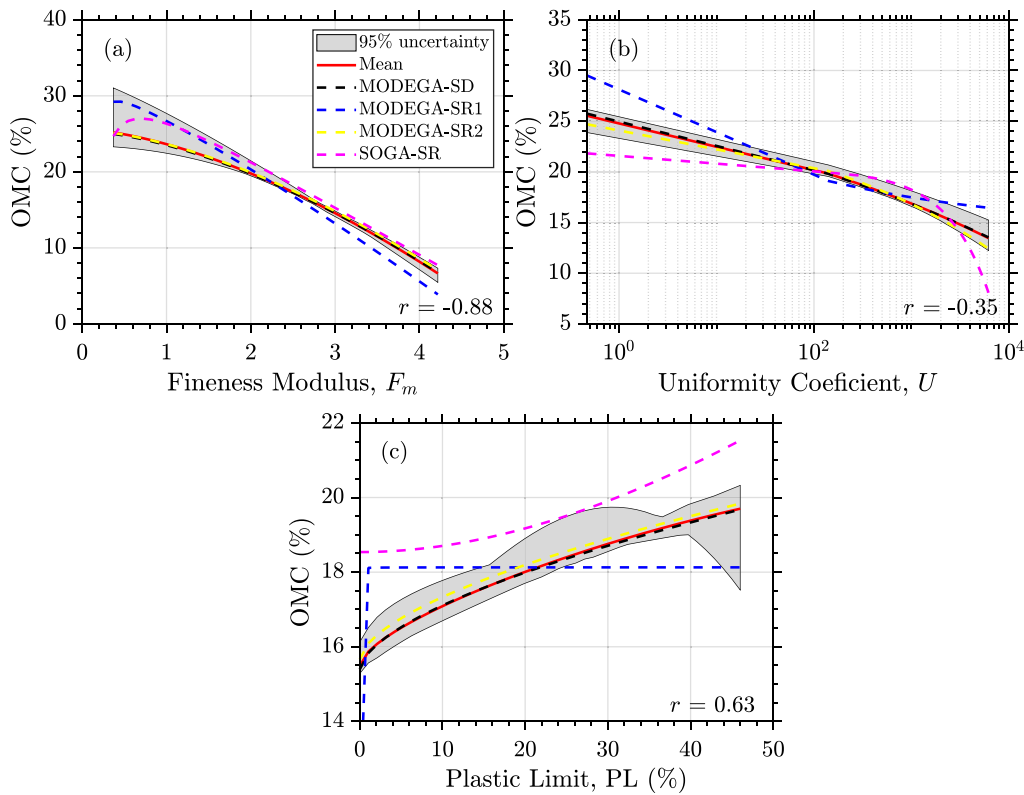 (a)
95% uncertainty
Mean
MODEGA-SD
MODEGA-SR1
MODEGA-SR2
SOGA-SR
r = -0.88
OMC (%)
40
30
20
10
0
0 1 2 3 4 5
Fineness Modulus, Fm
(b)
r = -0.35
OMC (%)
35
30
25
20
15
10
5
10^0 10^2 10^4
Uniformity Coeficient, U
(c)
r = 0.63
OMC (%)
22
20
18
16
14
0 10 20 30 40 50
Plastic Limit, PL (%)